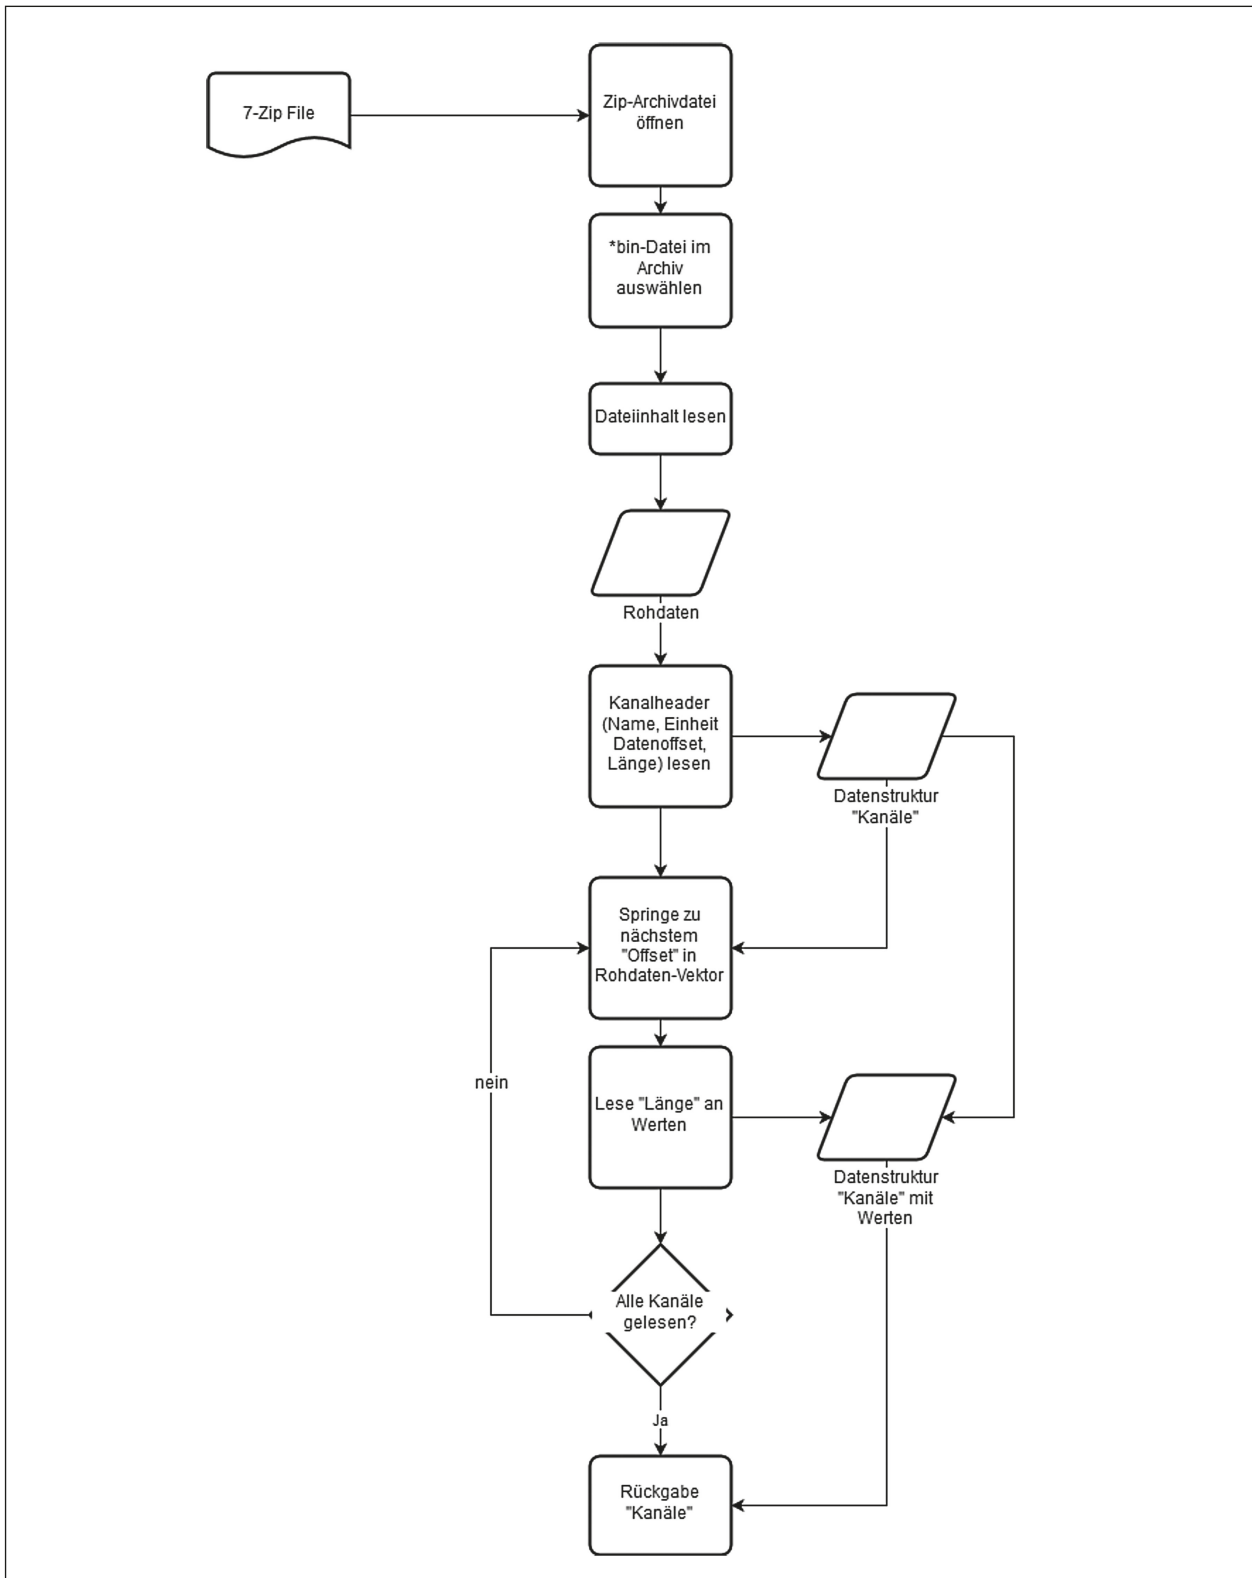 7-Zip File
Zip-Archivdatei
öffnen
*bin-Datei im
Archiv
auswählen
Dateiinhalt lesen
Rohdaten
Kanalheader
(Name, Einheit
Datenoffset,
Länge) lesen
Datenstruktur
"Kanäle"
Springe zu
nächstem
"Offset" in
Rohdaten-Vektor
nein
Lese "Länge" an
Werten
Datenstruktur
"Kanäle" mit
Werten
Alle Kanäle
gelesen?
Ja
Rückgabe
"Kanäle"